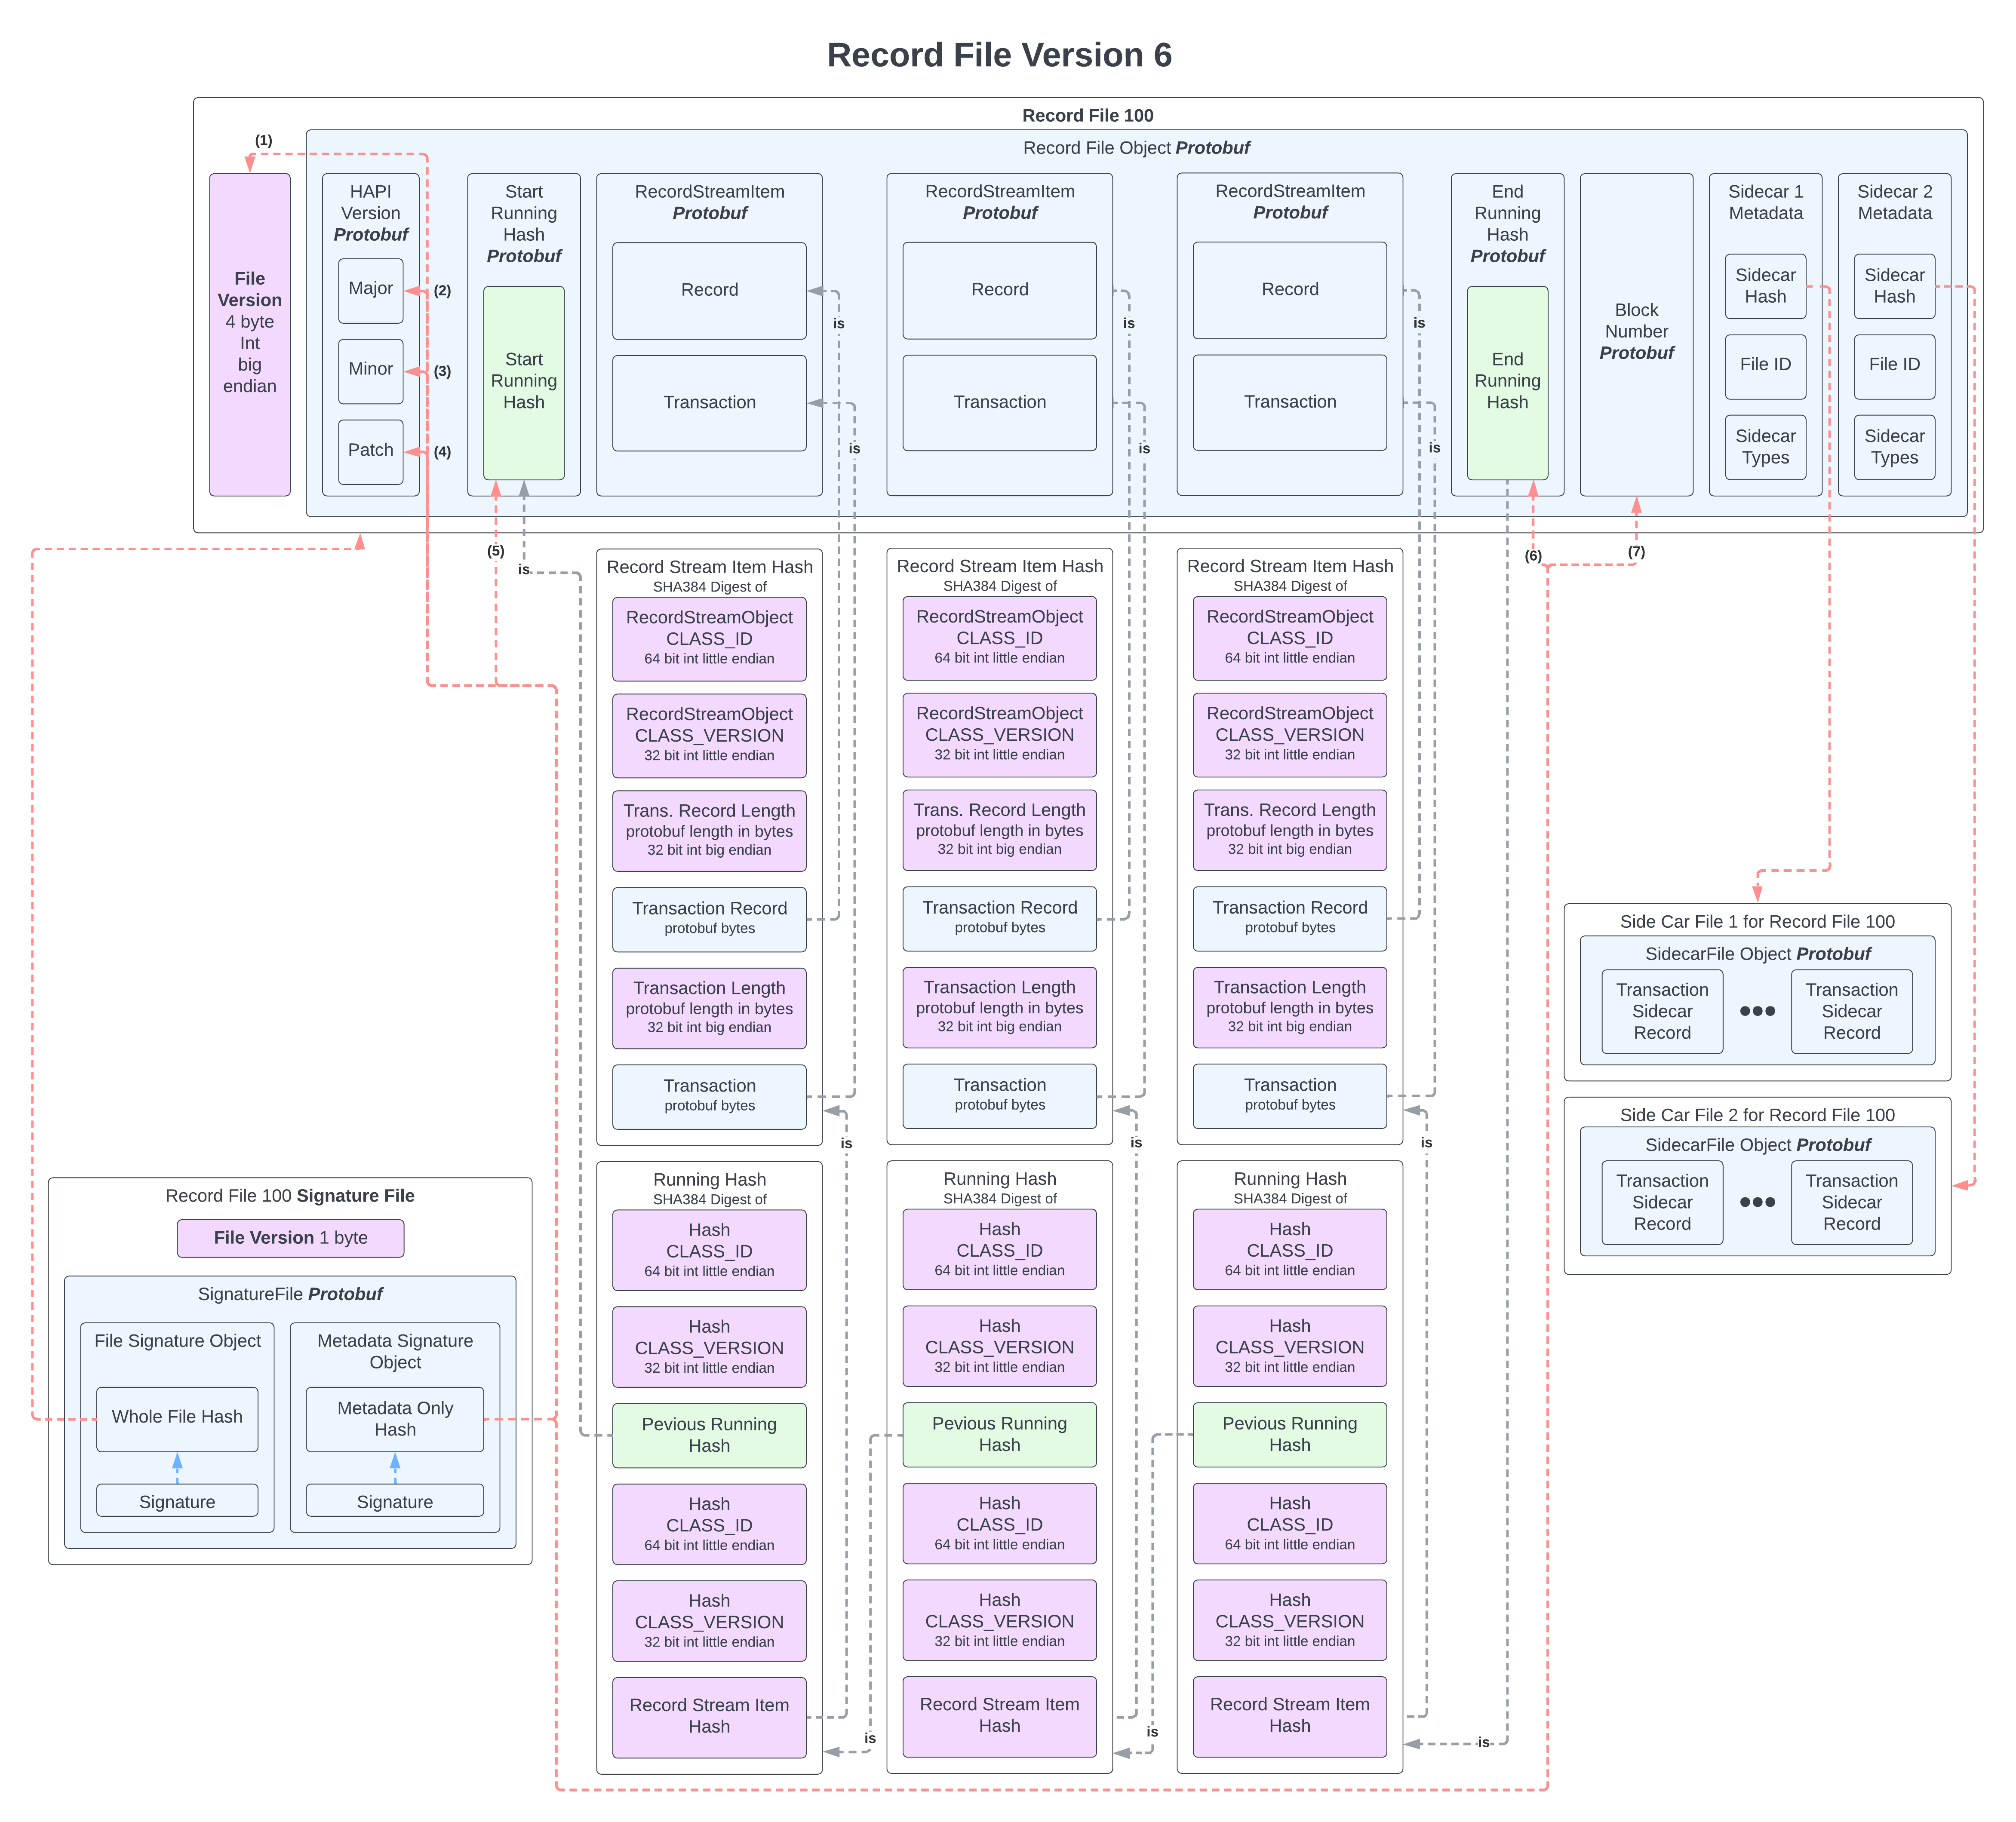 Record File Version 6
Record File 100
Record File Object Protobuf
(1)
File
Version
4 byte
Int
big
endian
HAPI
Version
Protobuf
Major
Minor
Patch
(2)
(3)
(4)
Start
Running
Hash
Protobuf
Start
Running
Hash
RecordStreamItem
Protobuf
Record
Transaction
is
is
RecordStreamItem
Protobuf
Record
Transaction
is
is
RecordStreamItem
Protobuf
Record
Transaction
is
is
End
Running
Hash
Protobuf
End
Running
Hash
Block
Number
Protobuf
Sidecar 1
Metadata
Sidecar
Hash
File ID
Sidecar
Types
Sidecar 2
Metadata
Sidecar
Hash
File ID
Sidecar
Types
(5)
is
(6)
(7)
Record Stream Item Hash
SHA384 Digest of
RecordStreamObject
CLASS_ID
64 bit int little endian
RecordStreamObject
CLASS_VERSION
32 bit int little endian
Trans. Record Length
protobuf length in bytes
32 bit int big endian
Transaction Record
protobuf bytes
Transaction Length
protobuf length in bytes
32 bit int big endian
Transaction
protobuf bytes
is
Record Stream Item Hash
SHA384 Digest of
RecordStreamObject
CLASS_ID
64 bit int little endian
RecordStreamObject
CLASS_VERSION
32 bit int little endian
Trans. Record Length
protobuf length in bytes
32 bit int big endian
Transaction Record
protobuf bytes
Transaction Length
protobuf length in bytes
32 bit int big endian
Transaction
protobuf bytes
is
Record Stream Item Hash
SHA384 Digest of
RecordStreamObject
CLASS_ID
64 bit int little endian
RecordStreamObject
CLASS_VERSION
32 bit int little endian
Trans. Record Length
protobuf length in bytes
32 bit int big endian
Transaction Record
protobuf bytes
Transaction Length
protobuf length in bytes
32 bit int big endian
Transaction
protobuf bytes
is
Side Car File 1 for Record File 100
SidecarFile Object Protobuf
Transaction
Sidecar
Record
Transaction
Sidecar
Record
Side Car File 2 for Record File 100
SidecarFile Object Protobuf
Transaction
Sidecar
Record
Transaction
Sidecar
Record
Record File 100 Signature File
File Version 1 byte
SignatureFile Protobuf
File Signature Object
Whole File Hash
Signature
Metadata Signature
Object
Metadata Only
Hash
Signature
Running Hash
SHA384 Digest of
Hash
CLASS_ID
64 bit int little endian
Hash
CLASS_VERSION
32 bit int little endian
Pevious Running
Hash
Hash
CLASS_ID
64 bit int little endian
Hash
CLASS_VERSION
32 bit int little endian
Record Stream Item
Hash
is
Running Hash
SHA384 Digest of
Hash
CLASS_ID
64 bit int little endian
Hash
CLASS_VERSION
32 bit int little endian
Pevious Running
Hash
Hash
CLASS_ID
64 bit int little endian
Hash
CLASS_VERSION
32 bit int little endian
Record Stream Item
Hash
is
Running Hash
SHA384 Digest of
Hash
CLASS_ID
64 bit int little endian
Hash
CLASS_VERSION
32 bit int little endian
Pevious Running
Hash
Hash
CLASS_ID
64 bit int little endian
Hash
CLASS_VERSION
32 bit int little endian
Record Stream Item
Hash
is